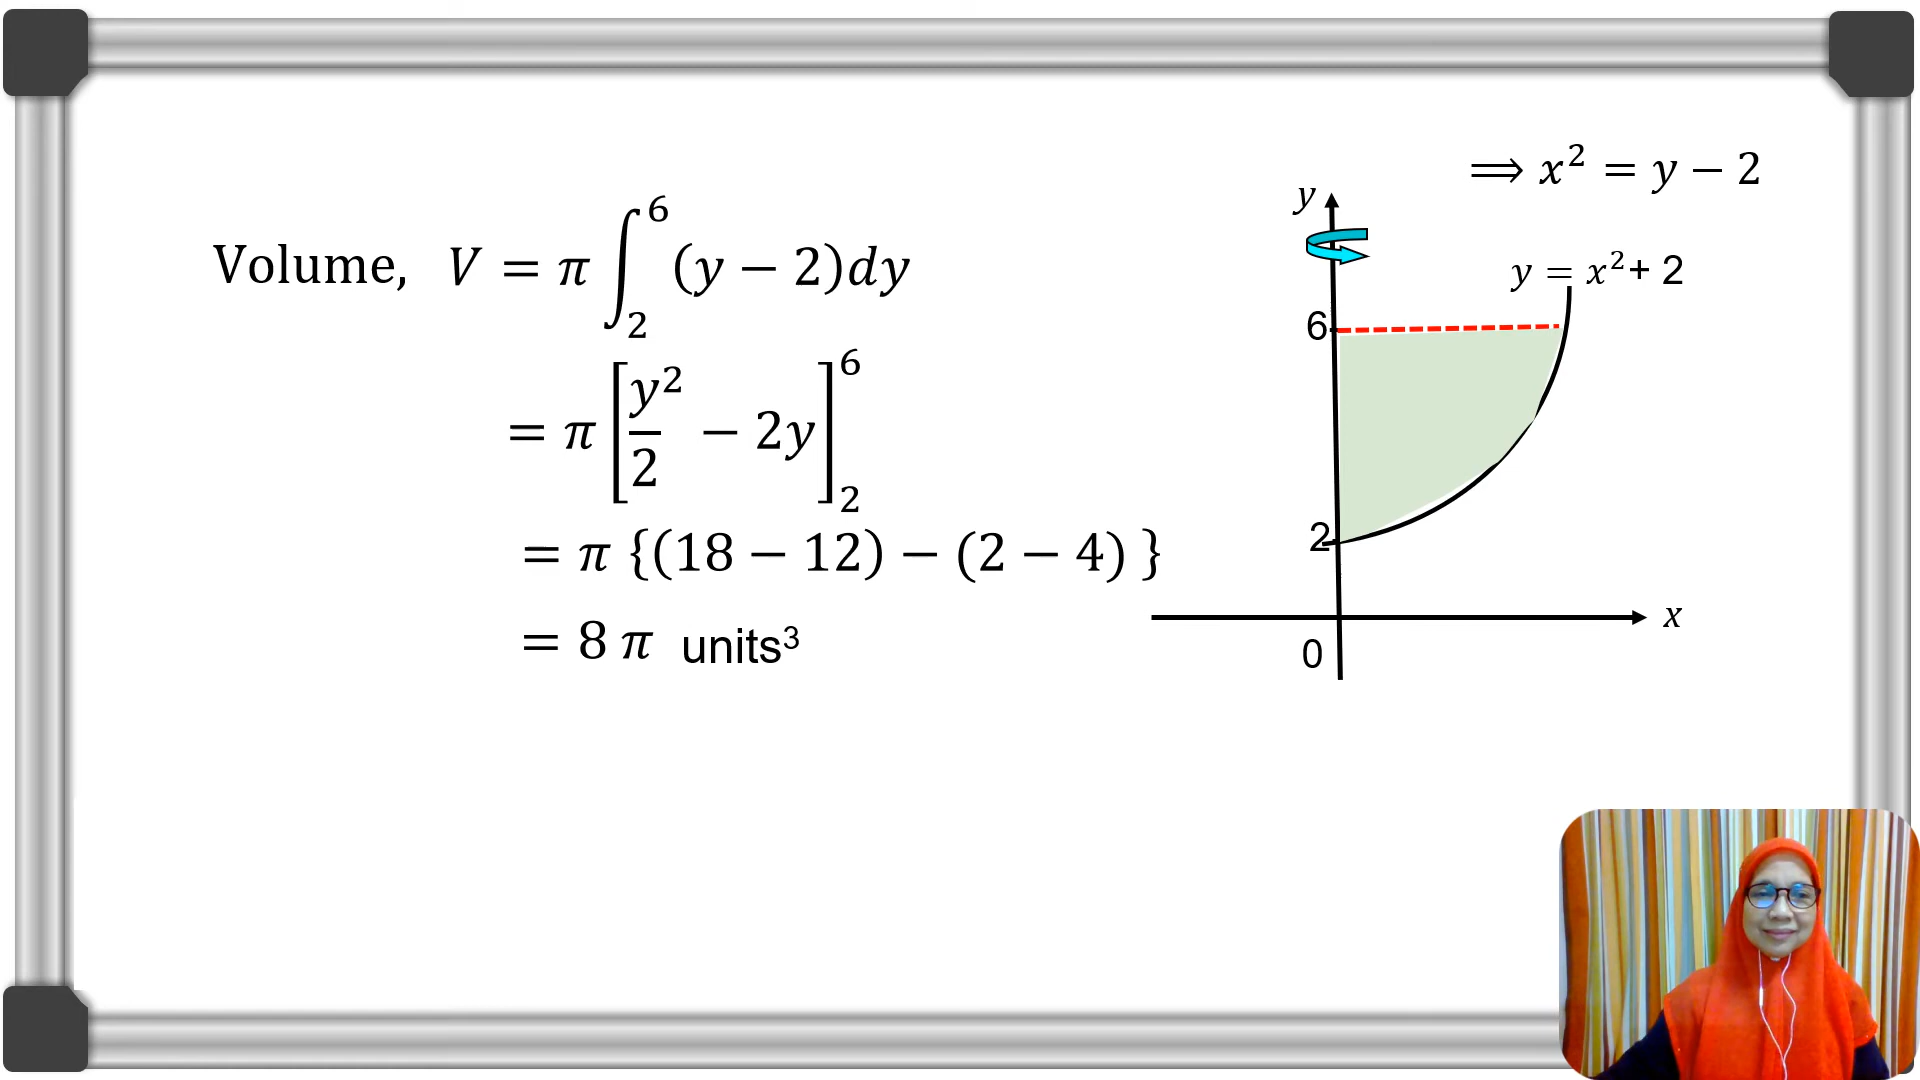 Volume, V = π ∫₂⁶ (y − 2)dy
= π [y²/2 − 2y]₂⁶
= π {(18 − 12) − (2 − 4) }
= 8 π units³
⟹ x² = y − 2
y
y = x² + 2
6
2
x
0